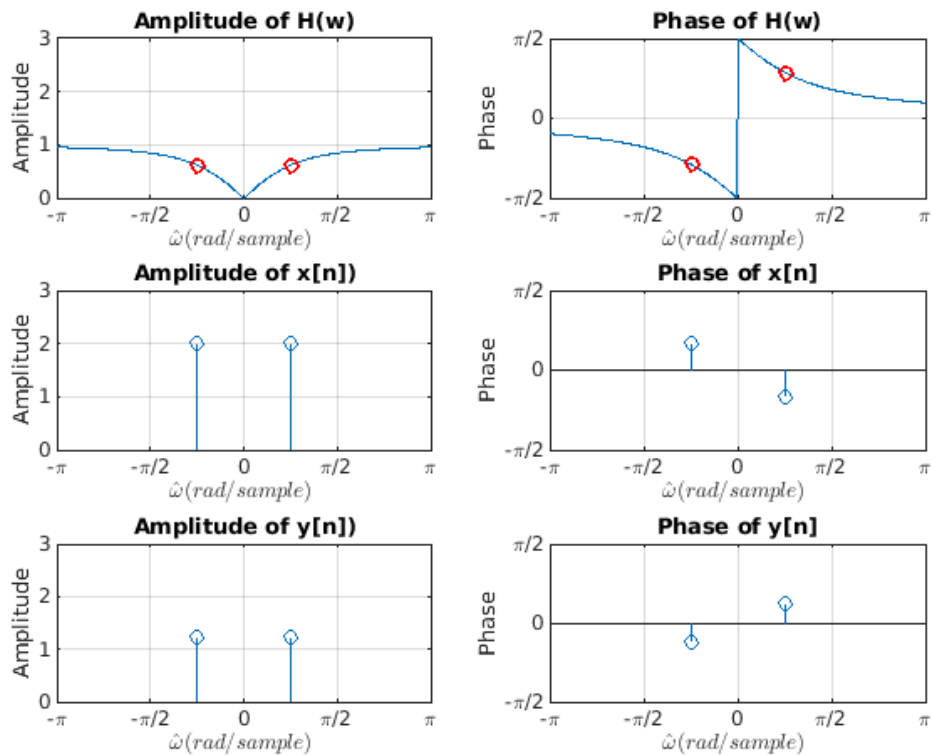 Amplitude of H(w)
3
2
1
0
Amplitude
-π
-π/2
0
π/2
π
ω̂(rad/sample)
Phase of H(w)
π/2
0
-π/2
Phase
-π
-π/2
0
π/2
π
ω̂(rad/sample)
Amplitude of x[n])
3
2
1
0
Amplitude
-π
-π/2
0
π/2
π
ω̂(rad/sample)
Phase of x[n]
π/2
0
-π/2
Phase
-π
-π/2
0
π/2
π
ω̂(rad/sample)
Amplitude of y[n])
3
2
1
0
Amplitude
-π
-π/2
0
π/2
π
ω̂(rad/sample)
Phase of y[n]
π/2
0
-π/2
Phase
-π
-π/2
0
π/2
π
ω̂(rad/sample)